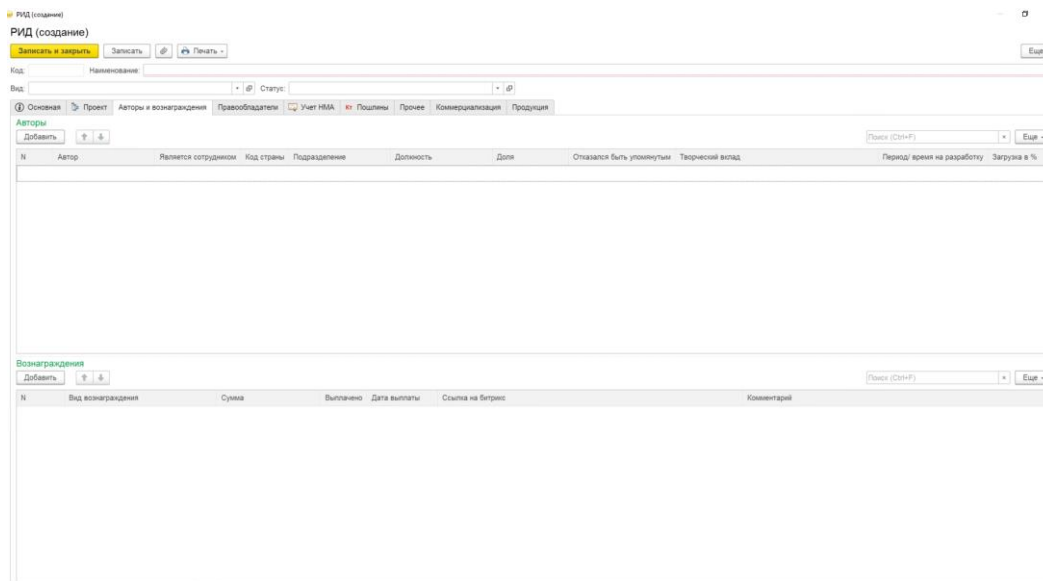 РИД (создание)
РИД (создание)
Записать и закрыть Записать Печать
Еще
Код: Наименование:
Вид: Статус:
Основная Проект Авторы и вознаграждения Правообладатели Учет НМА Кт Пошлины Прочее Коммерциализация Продукция
Авторы
Добавить Поиск (Ctrl+F) × Еще
N Автор Является сотрудником Код страны Подразделение Должность Доля Отказался быть упомянутым Творческий вклад Период/ время на разработку Загрузка в %
Вознаграждения
Добавить Поиск (Ctrl+F) × Еще
N Вид вознаграждения Сумма Выплачено Дата выплаты Ссылка на битрикс Комментарий